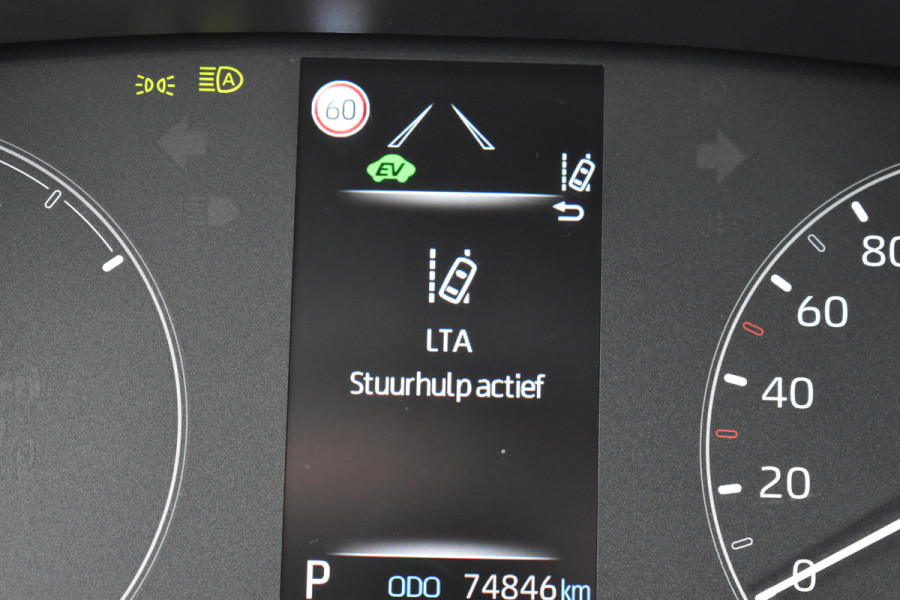 A
60
EV
LTA
Stuurhulp actief
P ODO 74846 km
80
60
40
20
0